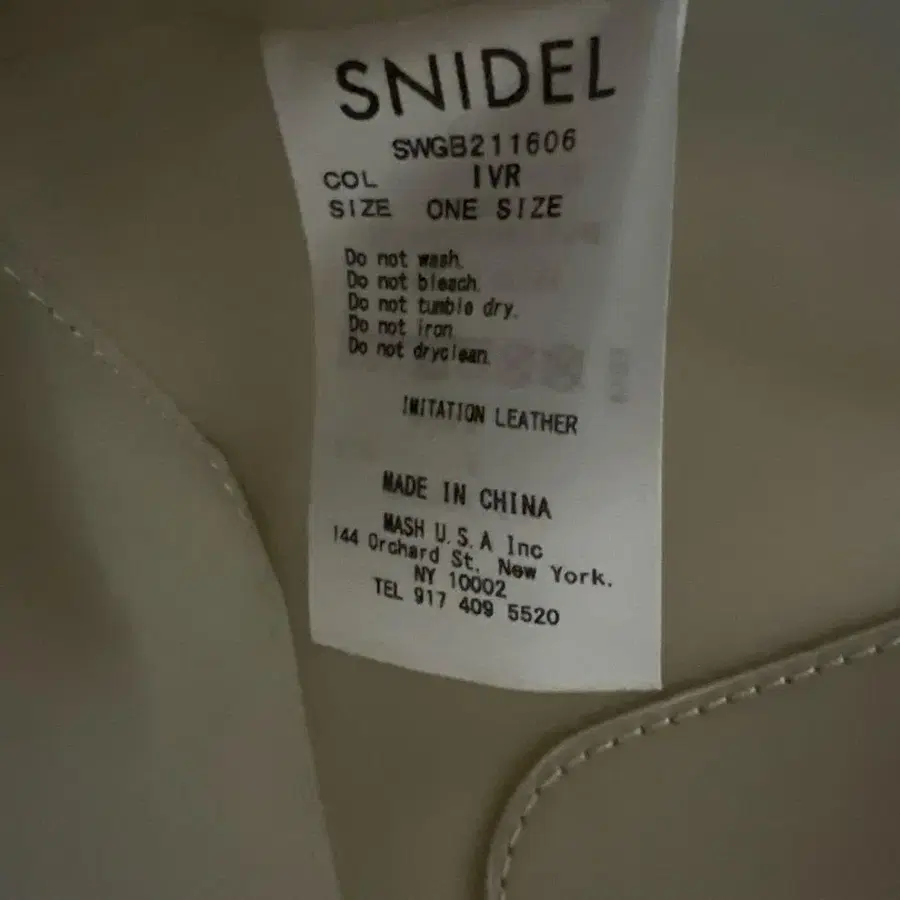 SNIDEL
SWGB211606
COL IVR
SIZE ONE SIZE
Do not wash.
Do not bleach.
Do not tumble dry.
Do not iron.
Do not dryclean.
IMITATION LEATHER
MADE IN CHINA
MASH U.S.A Inc
144 Orchard St. New York.
NY 10002
TEL 917 409 5520